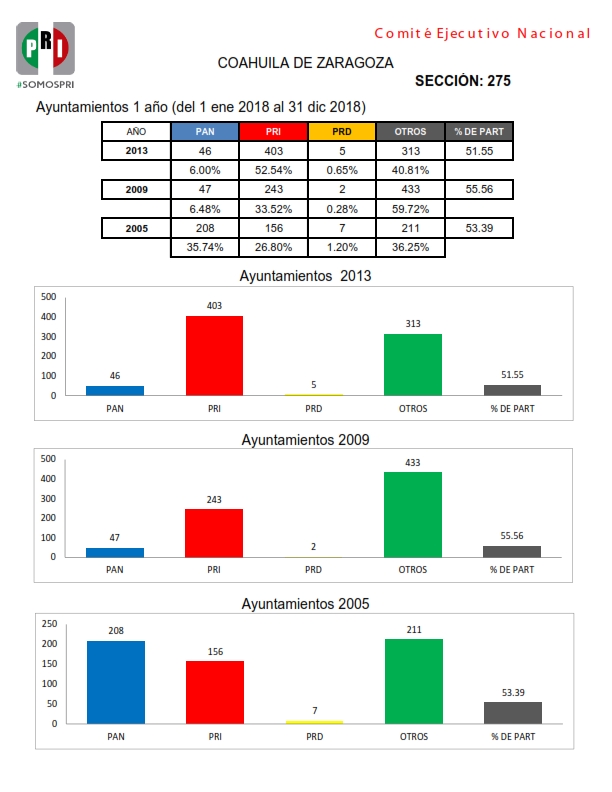 PRI
#SOMOSPRI
Comité Ejecutivo Nacional
COAHUILA DE ZARAGOZA
SECCIÓN: 275
Ayuntamientos 1 año (del 1 ene 2018 al 31 dic 2018)
AÑO PAN PRI PRD OTROS % DE PART
2013 46 403 5 313 51.55
6.00% 52.54% 0.65% 40.81%
2009 47 243 2 433 55.56
6.48% 33.52% 0.28% 59.72%
2005 208 156 7 211 53.39
35.74% 26.80% 1.20% 36.25%
Ayuntamientos 2013
500
400
300
200
100
0
46
403
5
313
51.55
PAN PRI PRD OTROS % DE PART
Ayuntamientos 2009
500
400
300
200
100
0
47
243
2
433
55.56
PAN PRI PRD OTROS % DE PART
Ayuntamientos 2005
250
200
150
100
50
0
208
156
7
211
53.39
PAN PRI PRD OTROS % DE PART